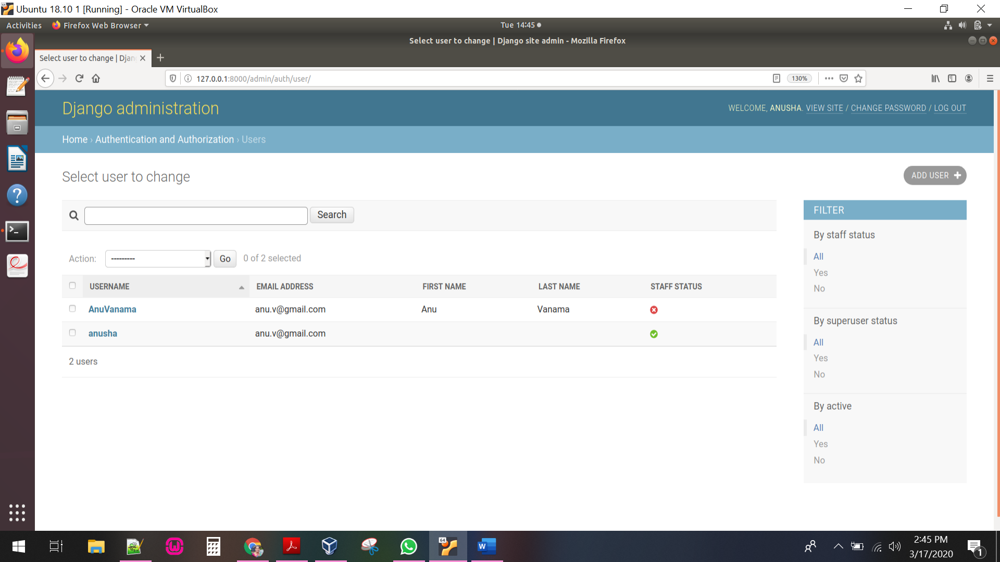 Ubuntu 18.10 1 [Running] - Oracle VM VirtualBox
Activities Firefox Web Browser Tue 14:45
Select user to change | Django site admin - Mozilla Firefox
Select user to change | Djan
127.0.0.1:8000/admin/auth/user/ 130%
Django administration
WELCOME, ANUSHA. VIEW SITE / CHANGE PASSWORD / LOG OUT
Home › Authentication and Authorization › Users
Select user to change
ADD USER
Search
Action: --------- Go 0 of 2 selected
USERNAME EMAIL ADDRESS FIRST NAME LAST NAME STAFF STATUS
AnuVanama anu.v@gmail.com Anu Vanama
anusha anu.v@gmail.com
2 users
FILTER
By staff status
All
Yes
No
By superuser status
All
Yes
No
By active
All
Yes
No
64
W
2:45 PM
3/17/2020
1